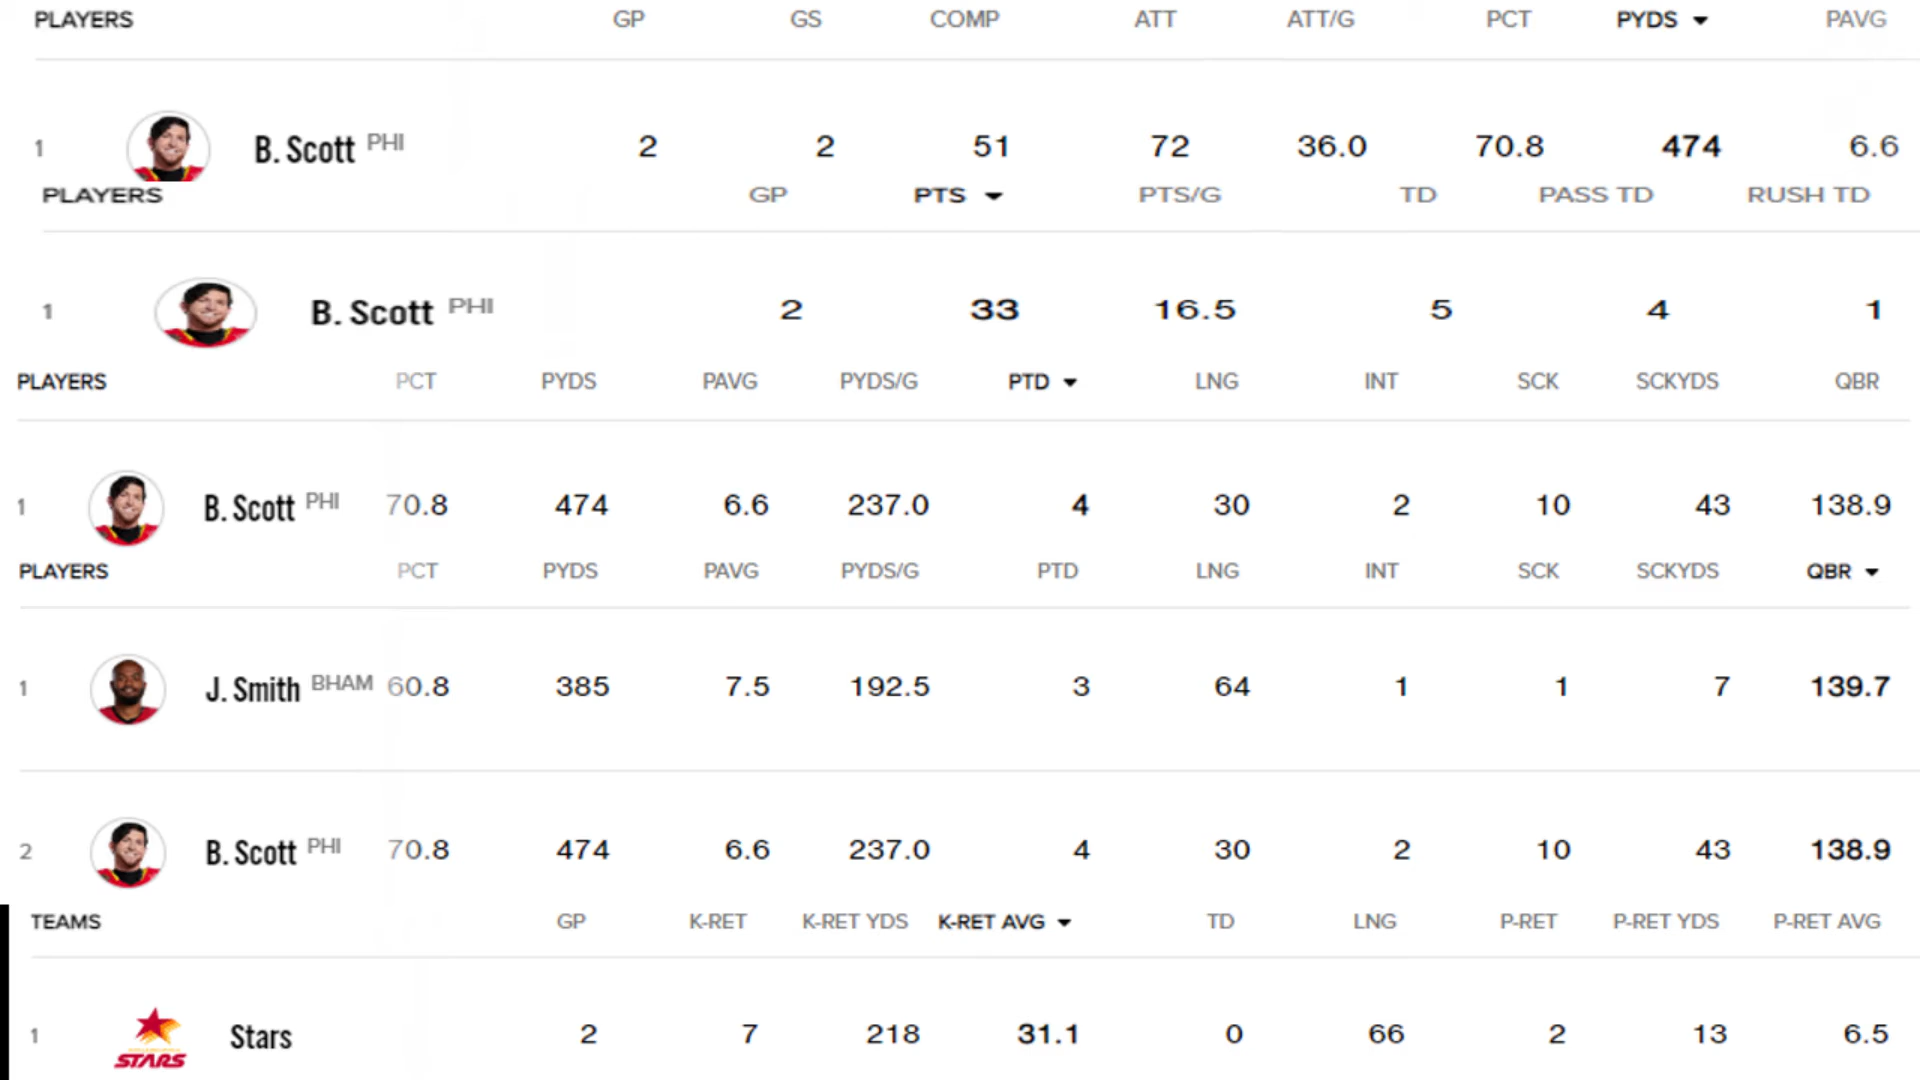 PLAYERS GP GS COMP ATT ATT/G PCT PYDS PAVG
1 B. Scott PHI 2 2 51 72 36.0 70.8 474 6.6
PLAYERS GP PTS PTS/G TD PASS TD RUSH TD
1 B. Scott PHI 2 33 16.5 5 4 1
PLAYERS PCT PYDS PAVG PYDS/G PTD LNG INT SCK SCKYDS QBR
1 B. Scott PHI 70.8 474 6.6 237.0 4 30 2 10 43 138.9
PLAYERS PCT PYDS PAVG PYDS/G PTD LNG INT SCK SCKYDS QBR
1 J. Smith BHAM 60.8 385 7.5 192.5 3 64 1 1 7 139.7
2 B. Scott PHI 70.8 474 6.6 237.0 4 30 2 10 43 138.9
TEAMS GP K-RET K-RET YDS K-RET AVG TD LNG P-RET P-RET YDS P-RET AVG
1 STARS Stars 2 7 218 31.1 0 66 2 13 6.5